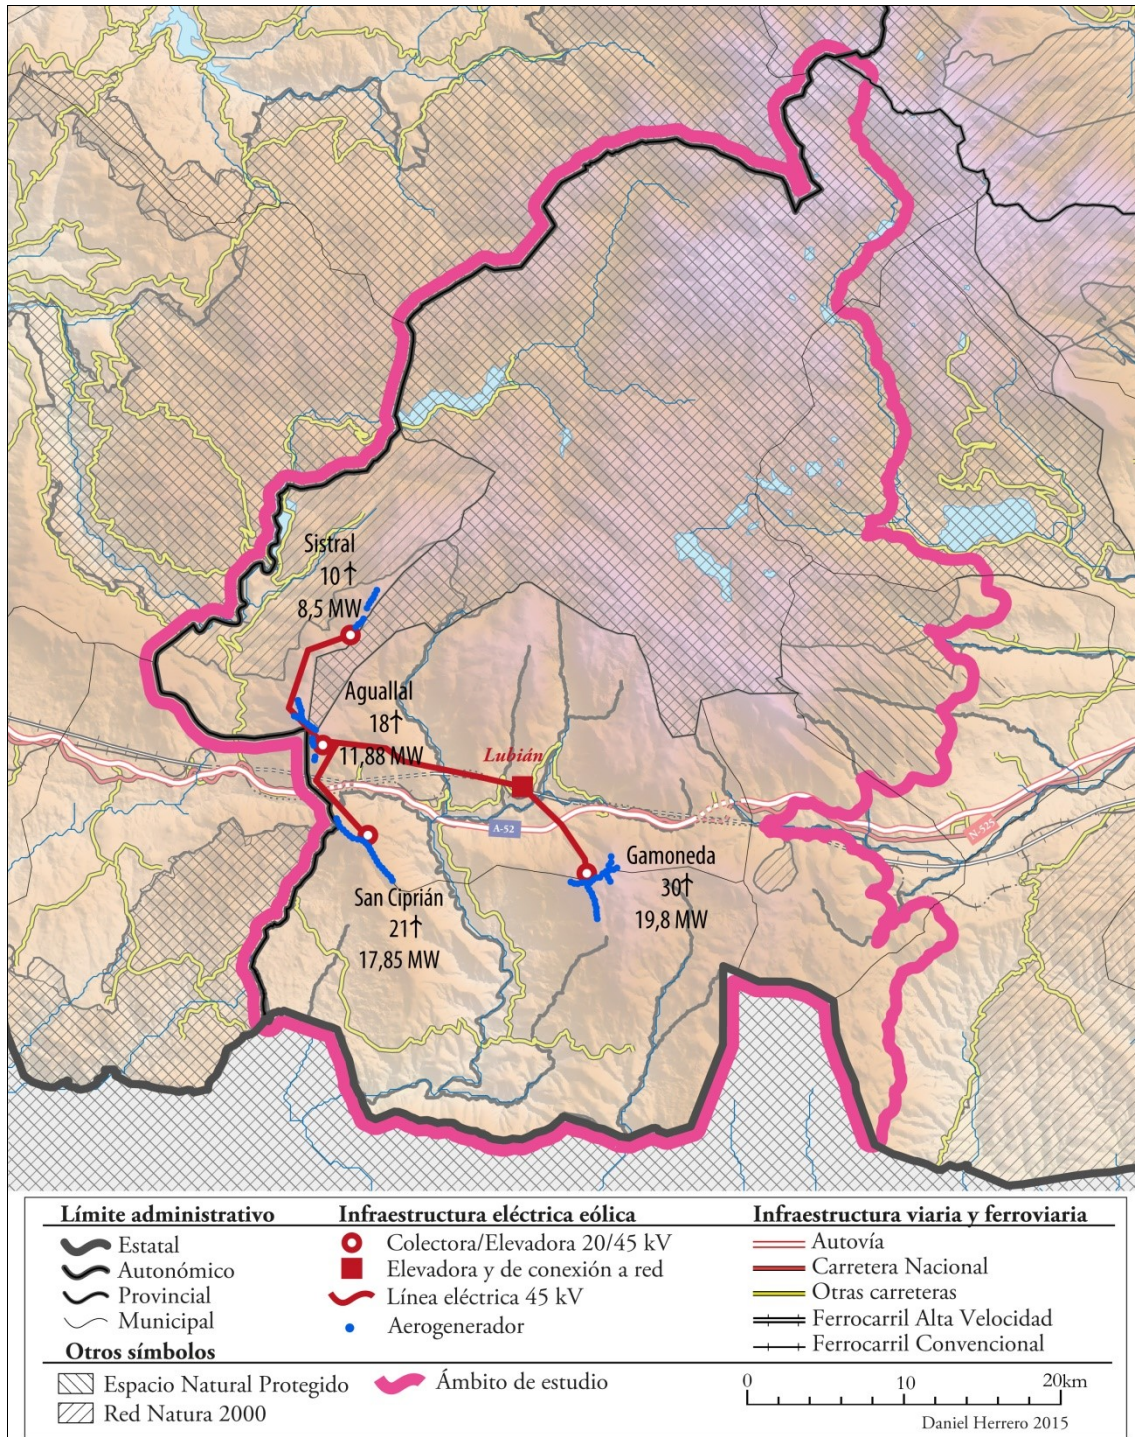 Sistral
10↑
8,5 MW
Aguallal
18↑
11,88 MW
Lubián
A-52
N-525
Gamoneda
30↑
19,8 MW
San Ciprián
21↑
17,85 MW
Límite administrativo
Estatal
Autonómico
Provincial
Municipal
Infraestructura eléctrica eólica
Colectora/Elevadora 20/45 kV
Elevadora y de conexión a red
Línea eléctrica 45 kV
Aerogenerador
Infraestructura viaria y ferroviaria
Autovía
Carretera Nacional
Otras carreteras
Ferrocarril Alta Velocidad
Ferrocarril Convencional
Otros símbolos
Espacio Natural Protegido
Red Natura 2000
Ámbito de estudio
0 10 20km
Daniel Herrero 2015